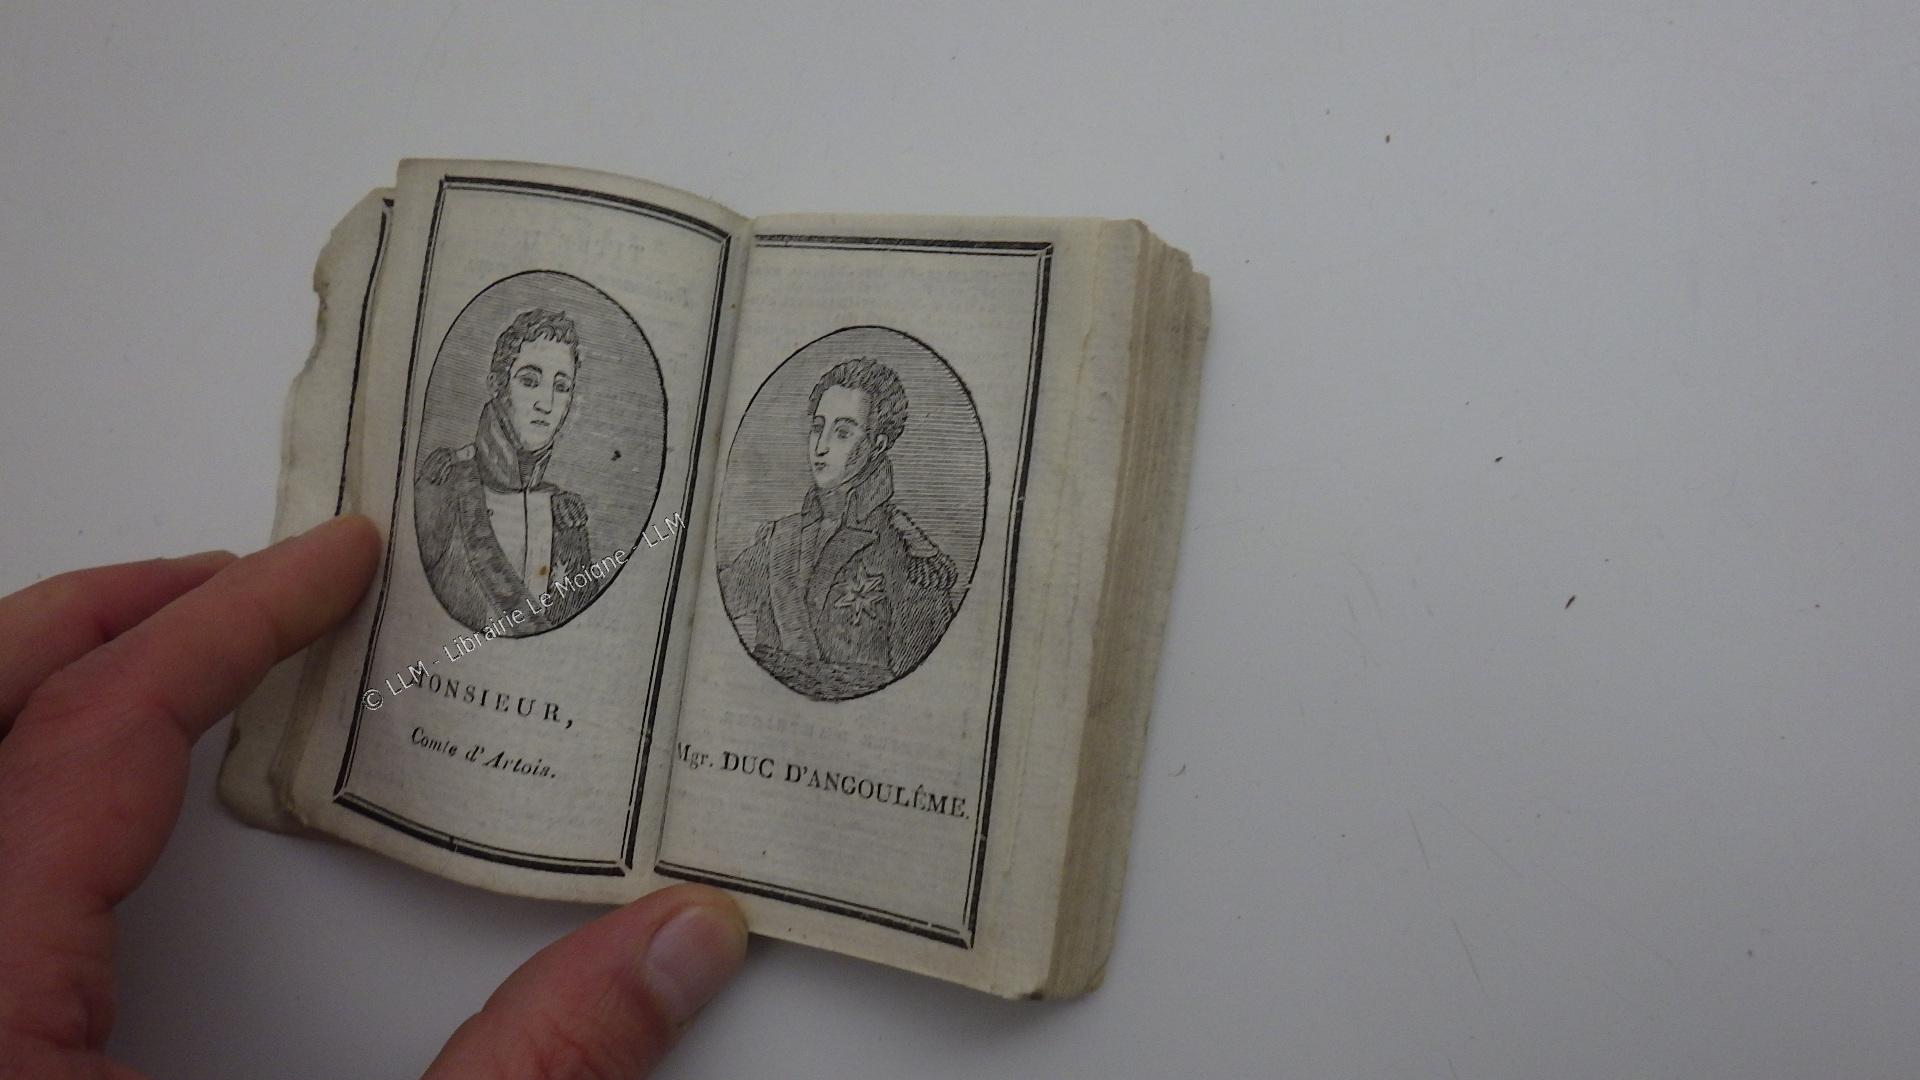 MONSIEUR,
Comte d'Artois.
Mgr. DUC D'ANGOULÊME.
© LLM - Librairie Le Moigne - LLM